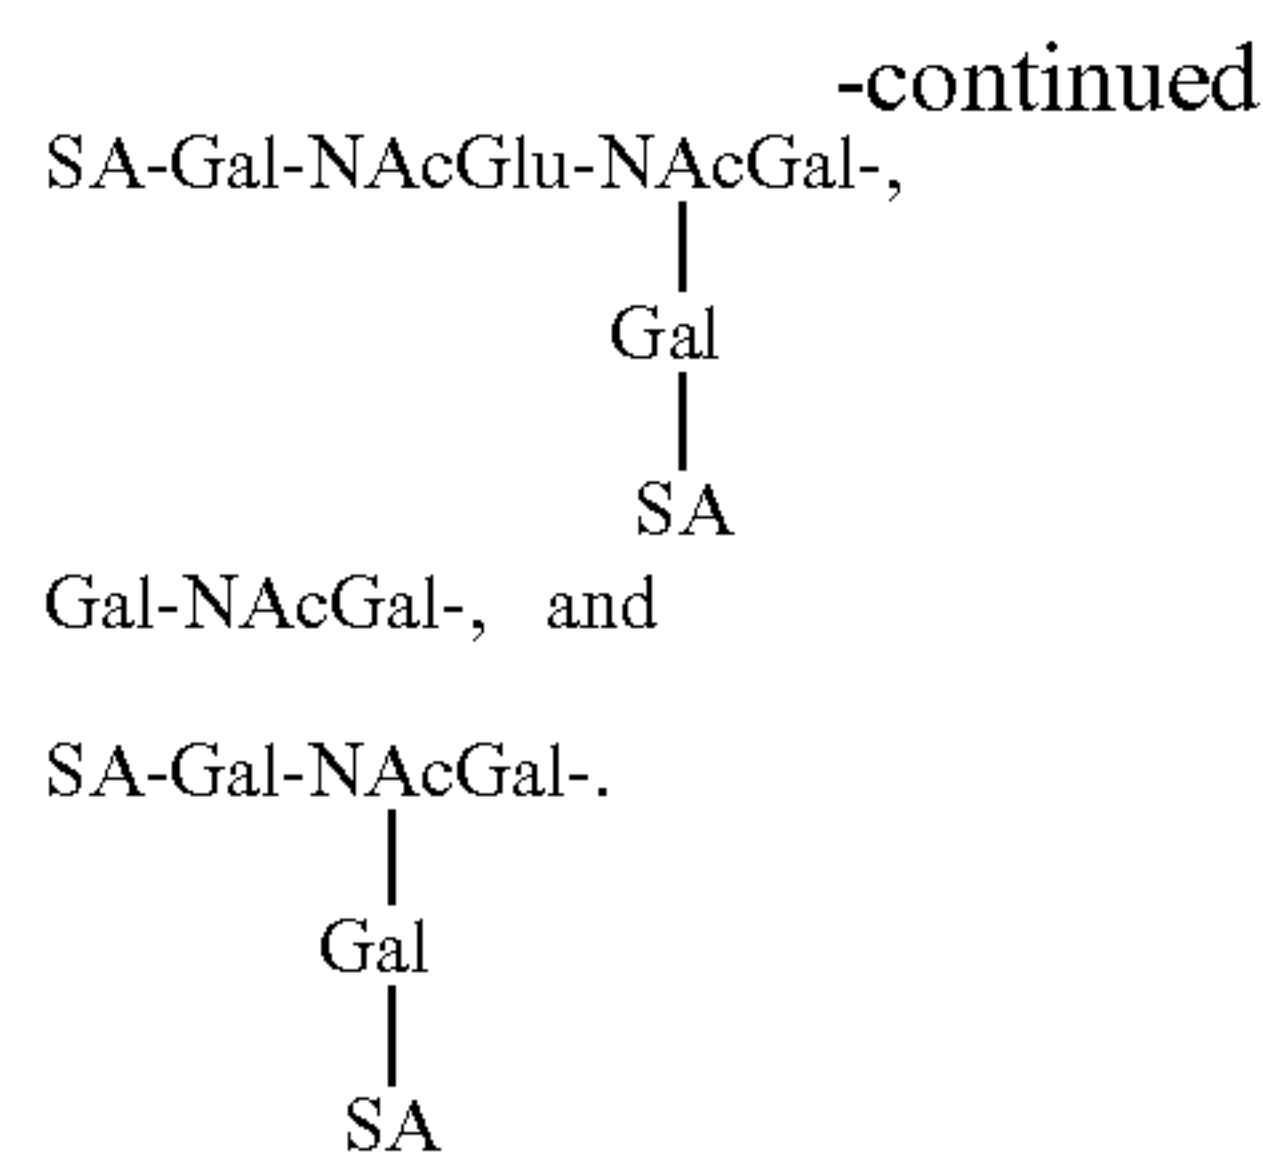 -continued
SA-Gal-NAcGlu-NAcGal-,
Gal
SA
Gal-NAcGal-, and
SA-Gal-NAcGal-.
Gal
SA